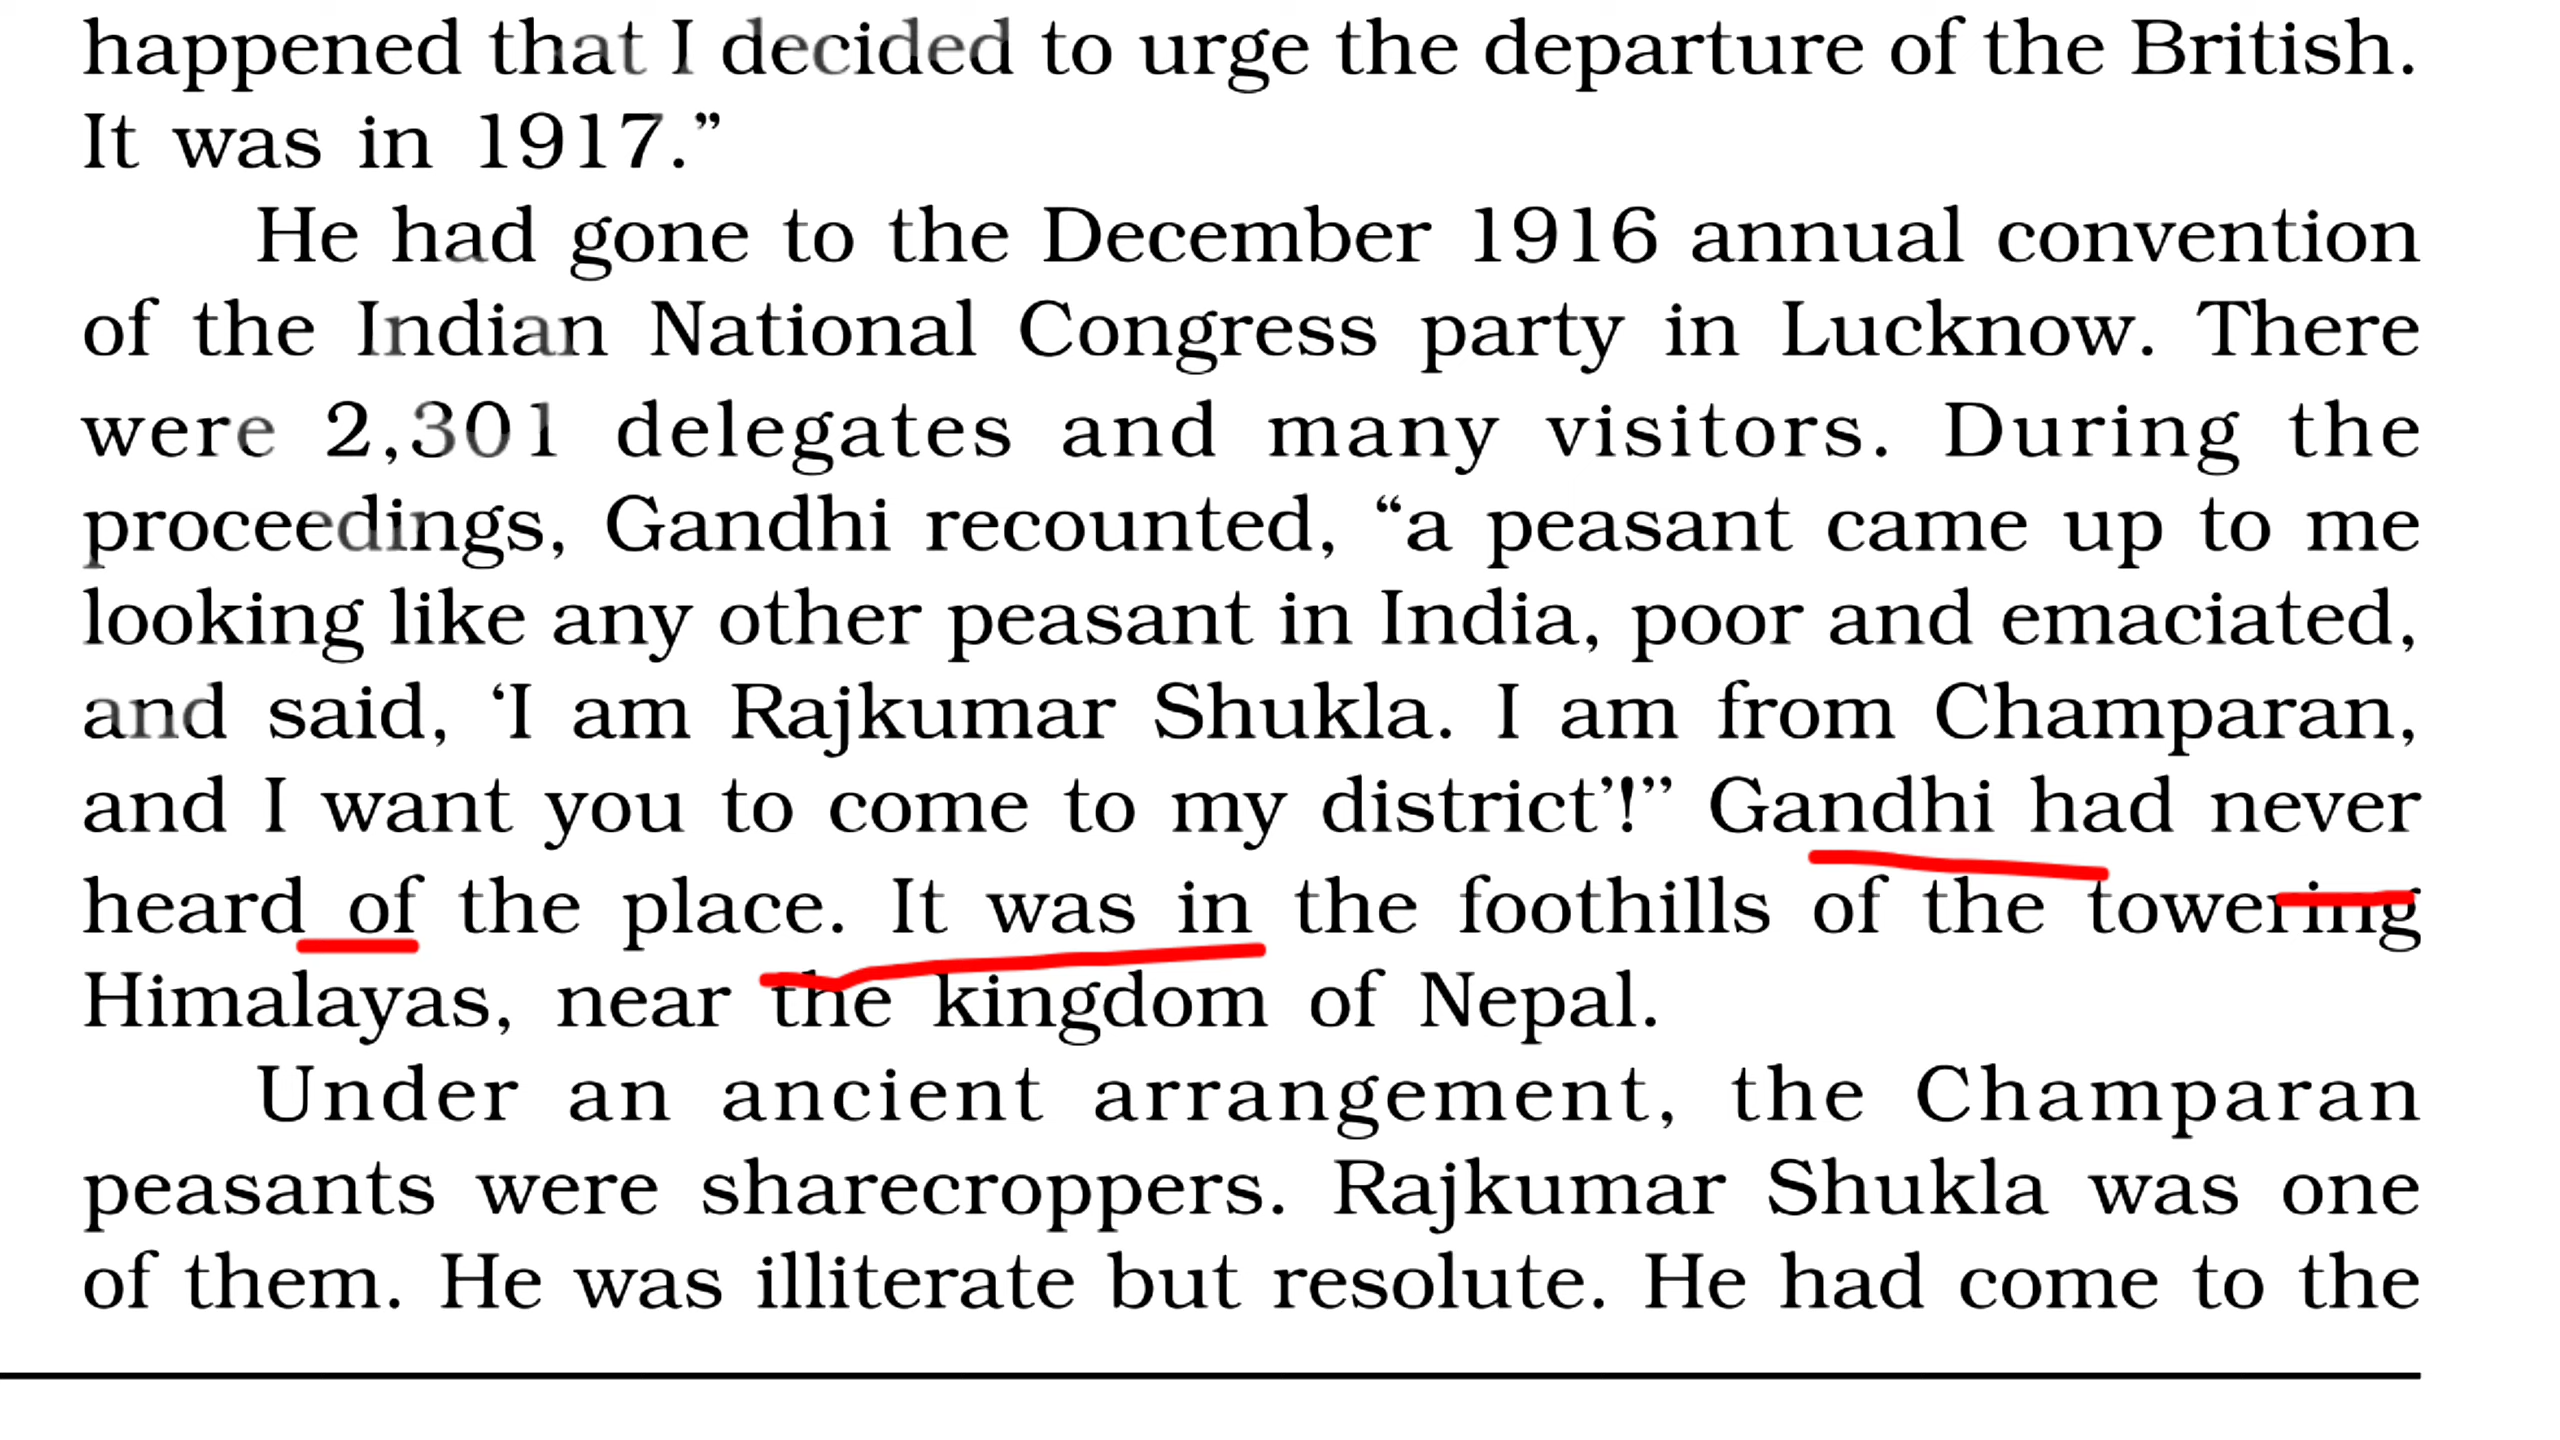 happened that I decided to urge the departure of the British.
It was in 1917.”
He had gone to the December 1916 annual convention
of the Indian National Congress party in Lucknow. There
were 2,301 delegates and many visitors. During the
proceedings, Gandhi recounted, “a peasant came up to me
looking like any other peasant in India, poor and emaciated,
and said, ‘I am Rajkumar Shukla. I am from Champaran,
and I want you to come to my district’!” Gandhi had never
heard of the place. It was in the foothills of the towering
Himalayas, near the kingdom of Nepal.
Under an ancient arrangement, the Champaran
peasants were sharecroppers. Rajkumar Shukla was one
of them. He was illiterate but resolute. He had come to the